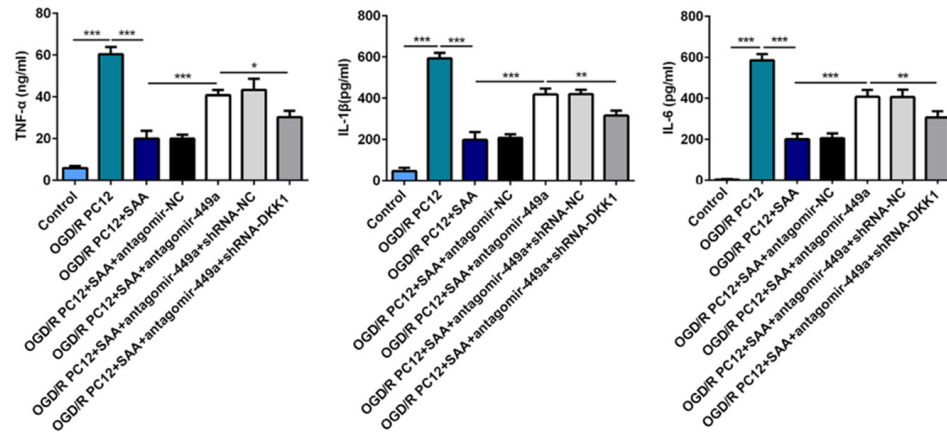 TNF-α (ng/ml)
80
60
40
20
0
***
***
***
*
Control
OGD/R PC12
OGD/R PC12+SAA
OGD/R PC12+SAA+antagomir-NC
OGD/R PC12+SAA+antagomir-449a
OGD/R PC12+SAA+antagomir-449a+shRNA-NC
OGD/R PC12+SAA+antagomir-449a+shRNA-DKK1
IL-1β(pg/ml)
800
600
400
200
0
***
***
***
**
Control
OGD/R PC12
OGD/R PC12+SAA
OGD/R PC12+SAA+antagomir-NC
OGD/R PC12+SAA+antagomir-449a
OGD/R PC12+SAA+antagomir-449a+shRNA-NC
OGD/R PC12+SAA+antagomir-449a+shRNA-DKK1
IL-6 (pg/ml)
800
600
400
200
0
***
***
***
**
Control
OGD/R PC12
OGD/R PC12+SAA
OGD/R PC12+SAA+antagomir-NC
OGD/R PC12+SAA+antagomir-449a
OGD/R PC12+SAA+antagomir-449a+shRNA-NC
OGD/R PC12+SAA+antagomir-449a+shRNA-DKK1